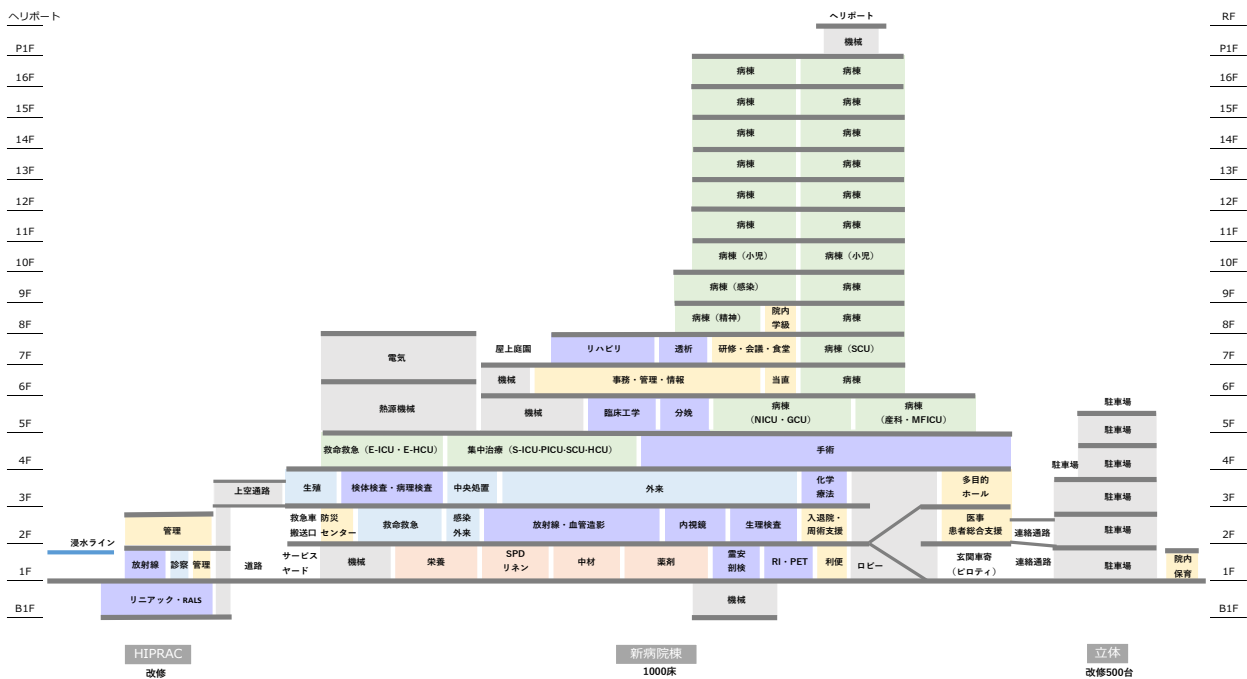 ヘリポート
ヘリポート
RF
P1F
機械
P1F
16F
病棟
病棟
16F
15F
病棟
病棟
15F
14F
病棟
病棟
14F
13F
病棟
病棟
13F
12F
病棟
病棟
12F
11F
病棟
病棟
11F
10F
病棟（小児）
病棟（小児）
10F
9F
病棟（感染）
病棟
9F
8F
病棟（精神）
院内
学級
病棟
8F
7F
電気
屋上庭園
リハビリ
透析
研修・会議・食堂
病棟（SCU）
7F
6F
機械
事務・管理・情報
当直
病棟
6F
5F
熱源機械
機械
臨床工学
分娩
病棟
（NICU・GCU）
病棟
（産科・MFICU）
駐車場
駐車場
5F
4F
救命救急（E-ICU・E-HCU）
集中治療（S-ICU·PICU·SCU·HCU）
手術
駐車場
駐車場
4F
3F
上空通路
生殖
検体検査・病理検査
中央処置
外来
化学
療法
多目的
ホール
駐車場
3F
2F
管理
救急車
搬送口
防災
センター
救命救急
感染
外来
放射線・血管造影
内視鏡
生理検査
入退院・
周術支援
医事
患者総合支援
連絡通路
駐車場
2F
浸水ライン
1F
放射線
診察
管理
道路
サービス
ヤード
機械
栄養
SPD
リネン
中材
薬剤
霊安
剖検
RI・PET
利便
ロビー
玄関車寄
（ピロティ）
連絡通路
駐車場
院内
保育
1F
B1F
リニアック・RALS
機械
B1F
HIPRAC
改修
新病院棟
1000床
立体
改修500台